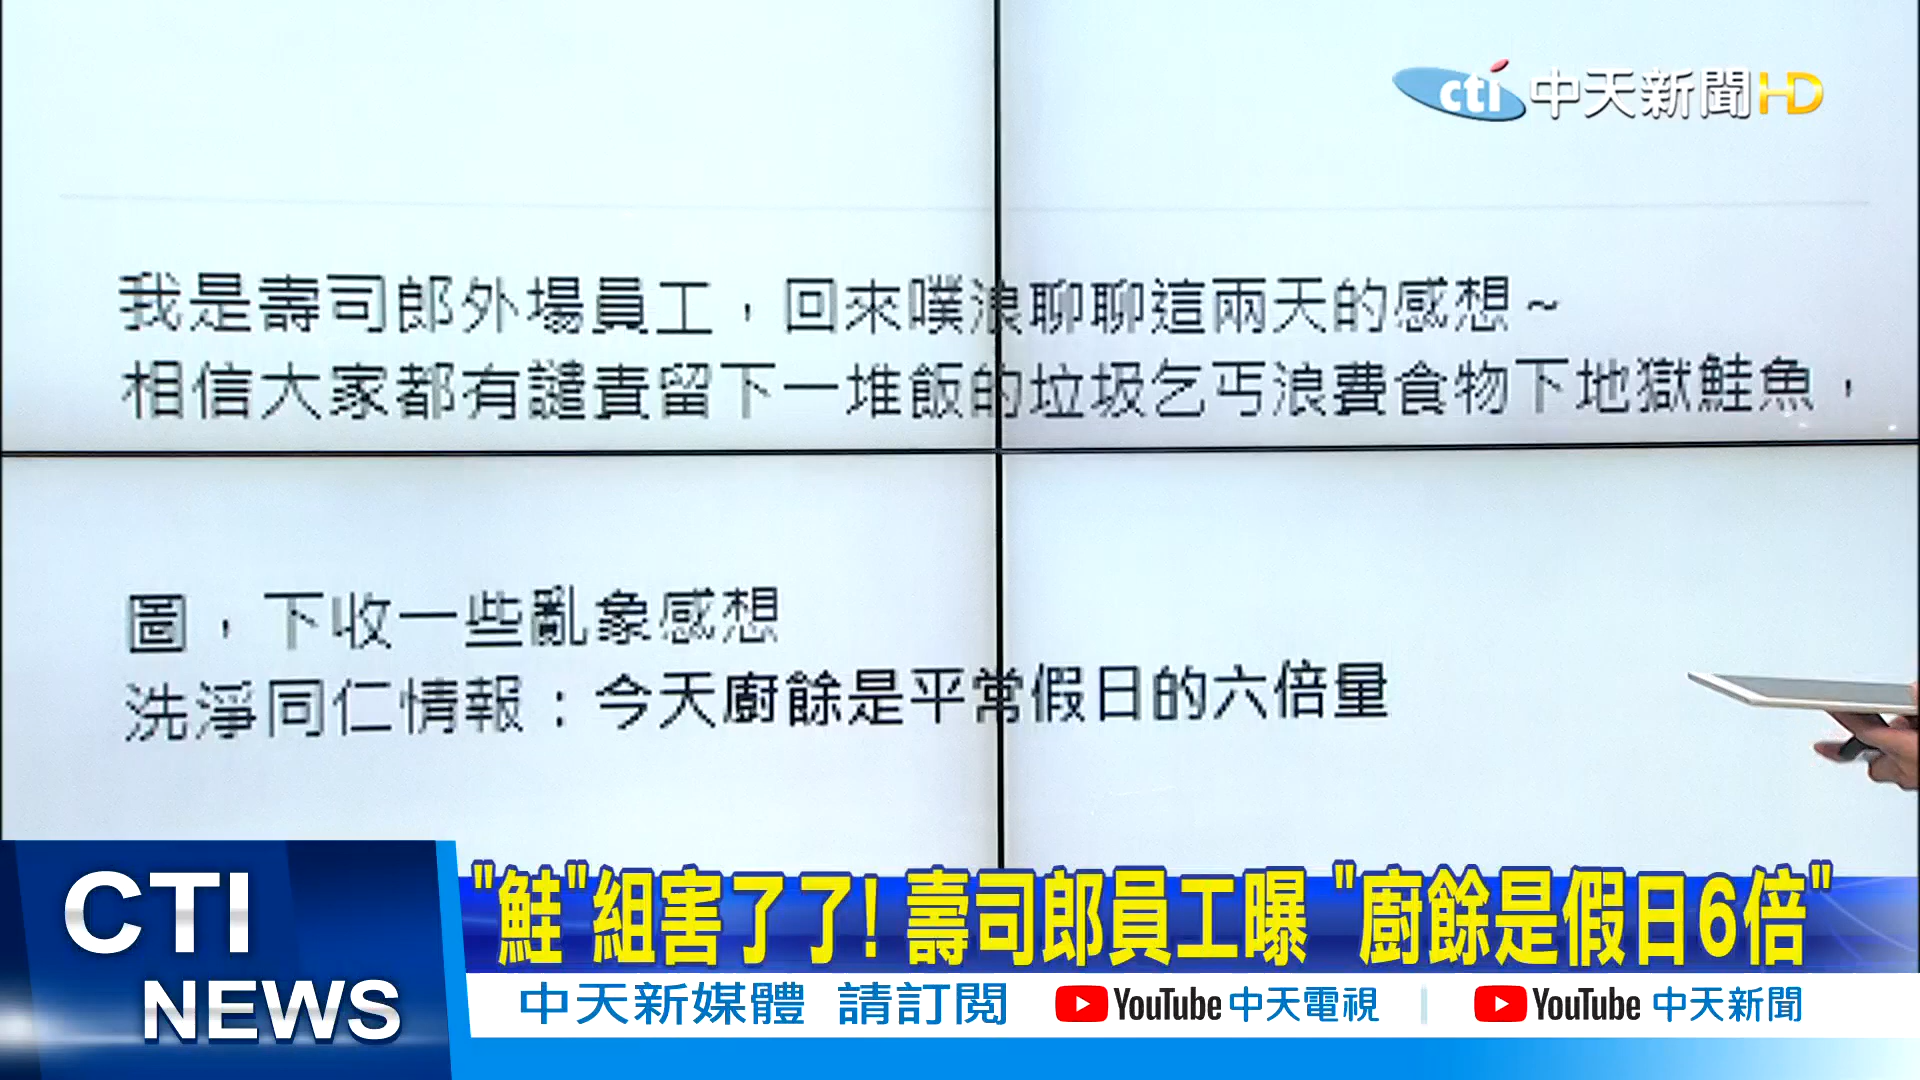 cti 中天新聞HD
我是壽司郎外場員工，回來噗浪聊聊這兩天的感想~
相信大家都有譴責留下一堆飯的垃圾乞丐浪費食物下地獄鮭魚，
圖，下收一些亂象感想
洗淨同仁情報：今天廚餘是平常假日的六倍量
"鮭"組害了了! 壽司郎員工曝 "廚餘是假日6倍"
CTI NEWS
中天新媒體 請訂閱 YouTube 中天電視 | YouTube 中天新聞